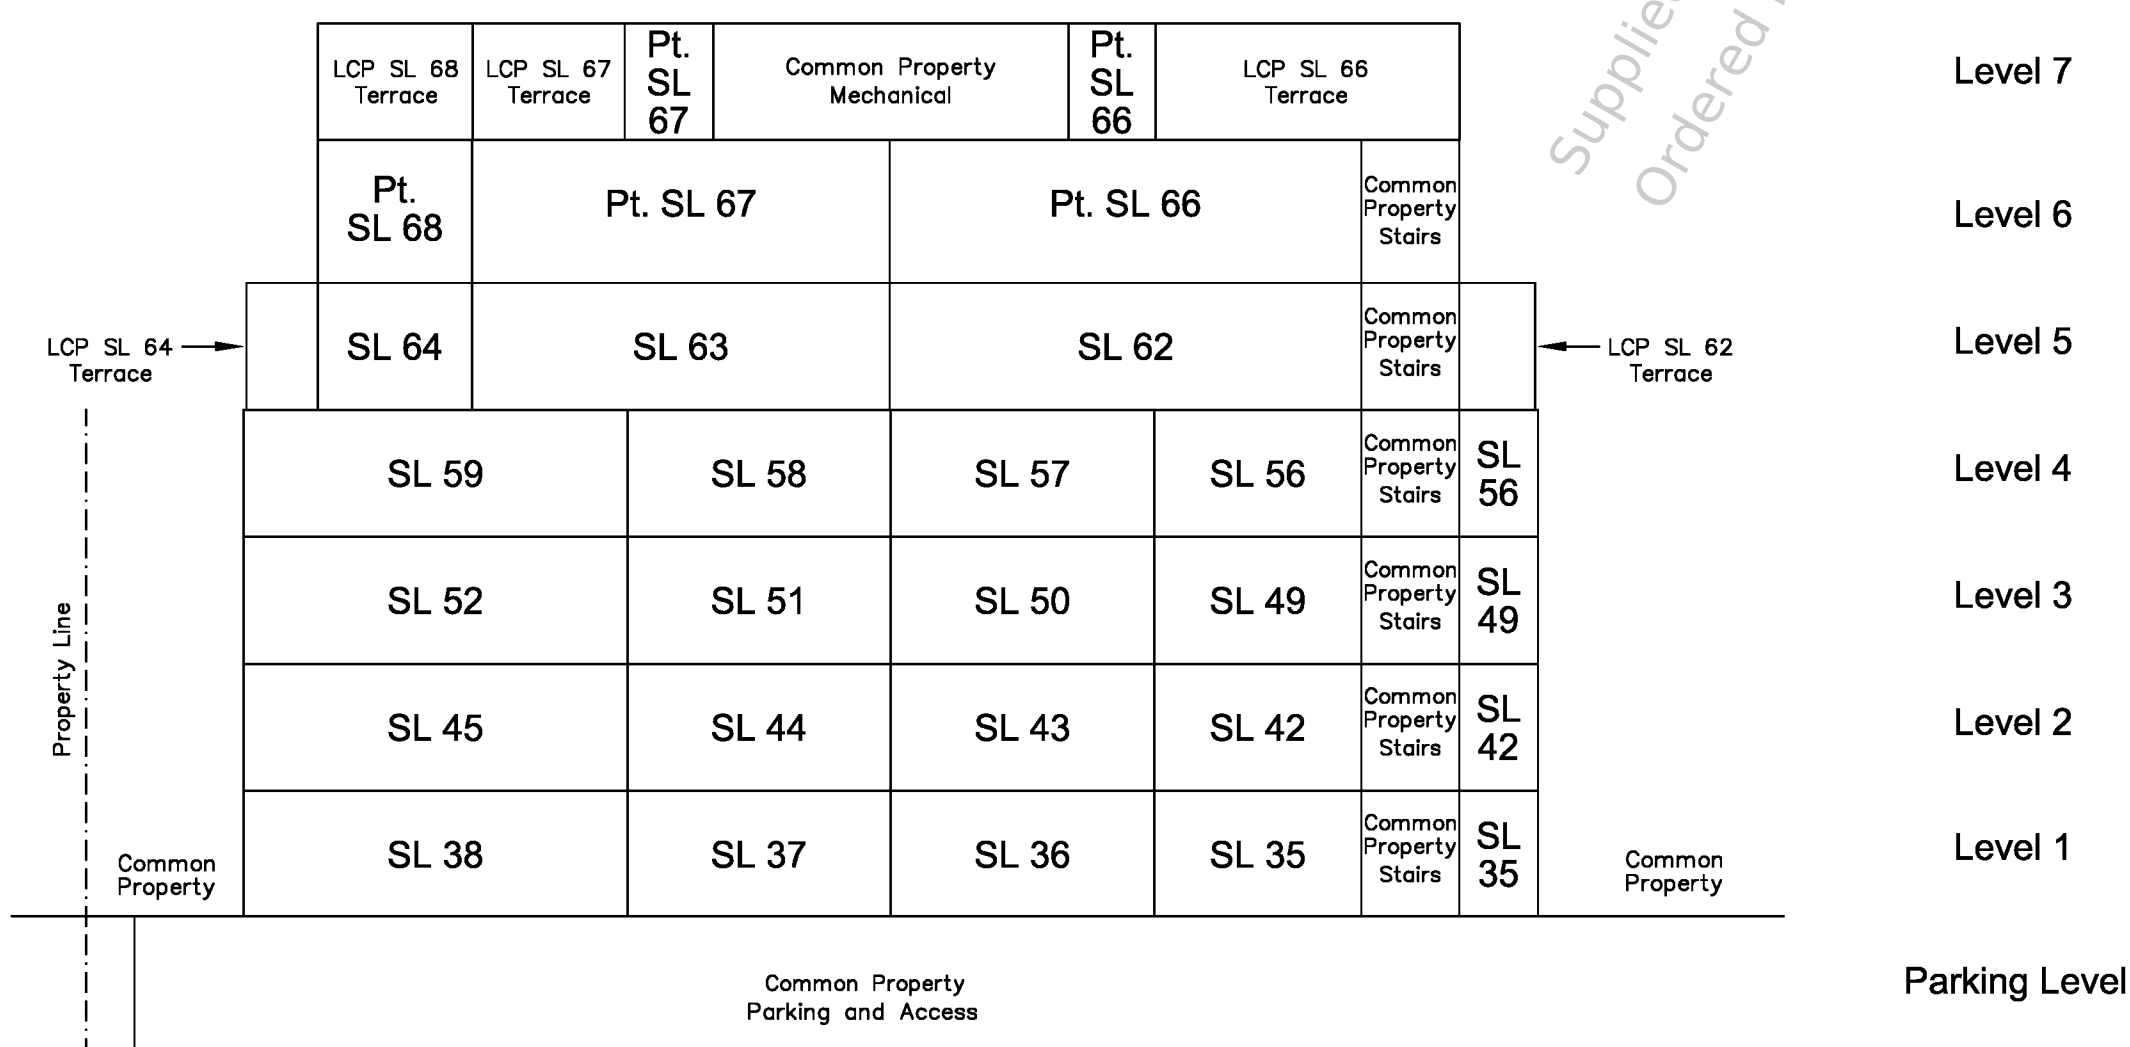 Supplied
Ordered
LCP SL 68
Terrace
LCP SL 67
Terrace
Pt.
SL
67
Common Property
Mechanical
Pt.
SL
66
LCP SL 66
Terrace
Level 7
Pt.
SL 68
Pt. SL 67
Pt. SL 66
Common
Property
Stairs
Level 6
LCP SL 64
Terrace
SL 64
SL 63
SL 62
Common
Property
Stairs
LCP SL 62
Terrace
Level 5
SL 59
SL 58
SL 57
SL 56
Common
Property
Stairs
SL
56
Level 4
SL 52
SL 51
SL 50
SL 49
Common
Property
Stairs
SL
49
Level 3
Property Line
SL 45
SL 44
SL 43
SL 42
Common
Property
Stairs
SL
42
Level 2
Common
Property
SL 38
SL 37
SL 36
SL 35
Common
Property
Stairs
SL
35
Common
Property
Level 1
Common Property
Parking and Access
Parking Level